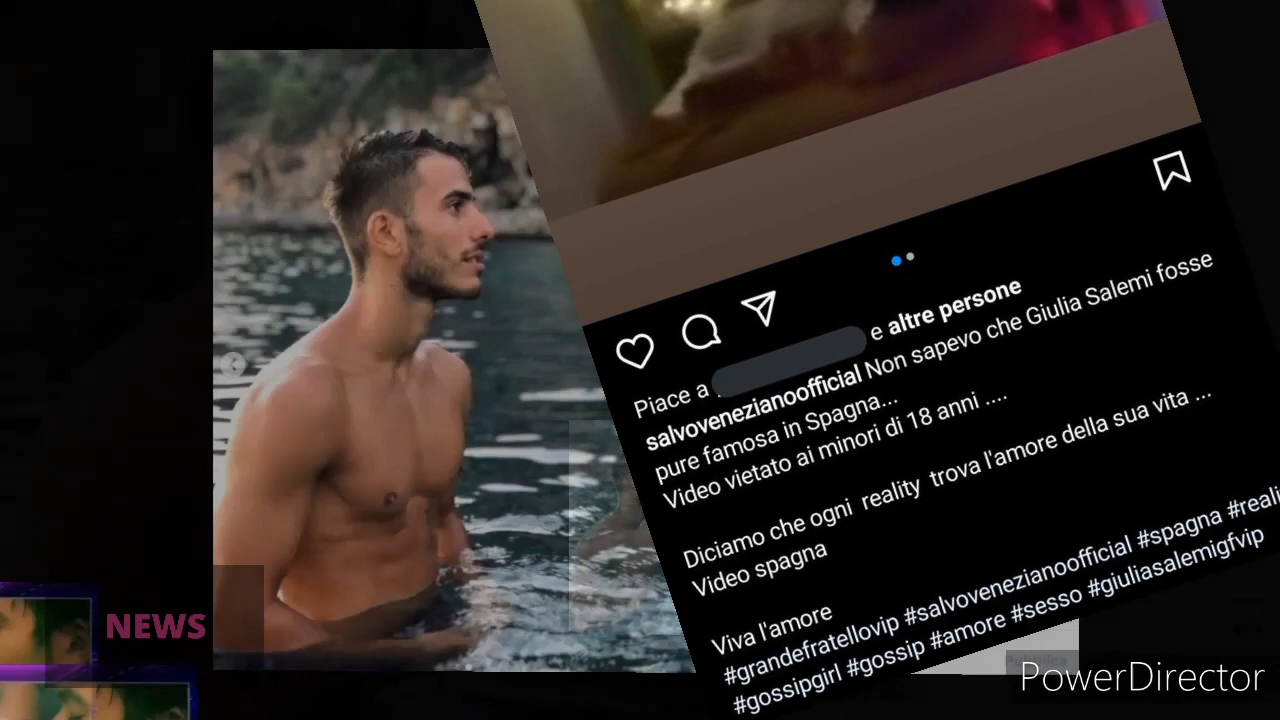 Piace a
e altre persone
salvovenezianoofficial Non sapevo che Giulia Salemi fosse
pure famosa in Spagna...
Video vietato ai minori di 18 anni ....
Diciamo che ogni reality trova l'amore della sua vita ...
Video spagna
Viva l'amore
#grandefratellovip #salvovenezianoofficial #spagna #reali
#gossipgirl #gossip #amore #sesso #giuliasalemigfvip
NEWS
Pubblica
PowerDirector